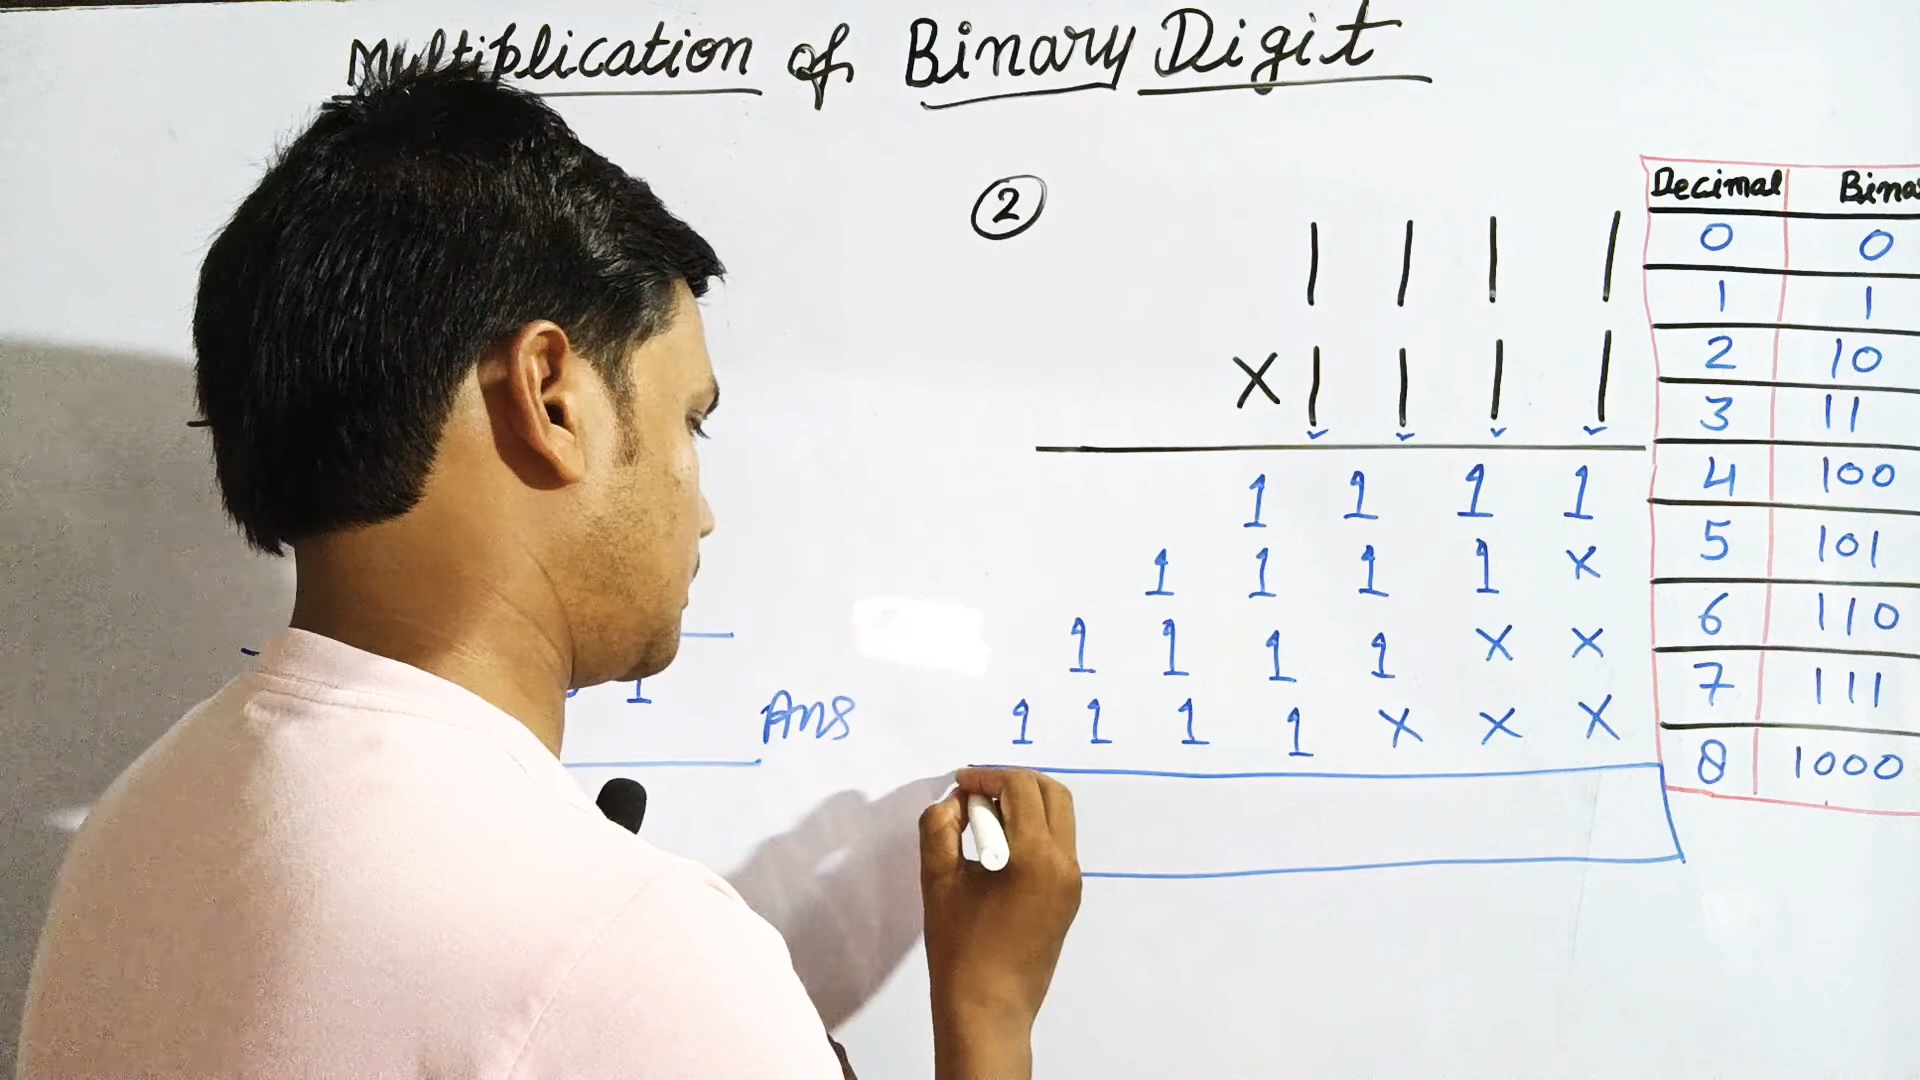 Multiplication of Binary Digit
2
1 1 1 1
X 1 1 1 1
1 1 1 1
1 1 1 1 x
1 1 1 1 x x
1 1 1 1 x x x
1
Ans
Decimal
0 0
1 1
2 10
3 11
4 100
5 101
6 110
7 111
8 1000